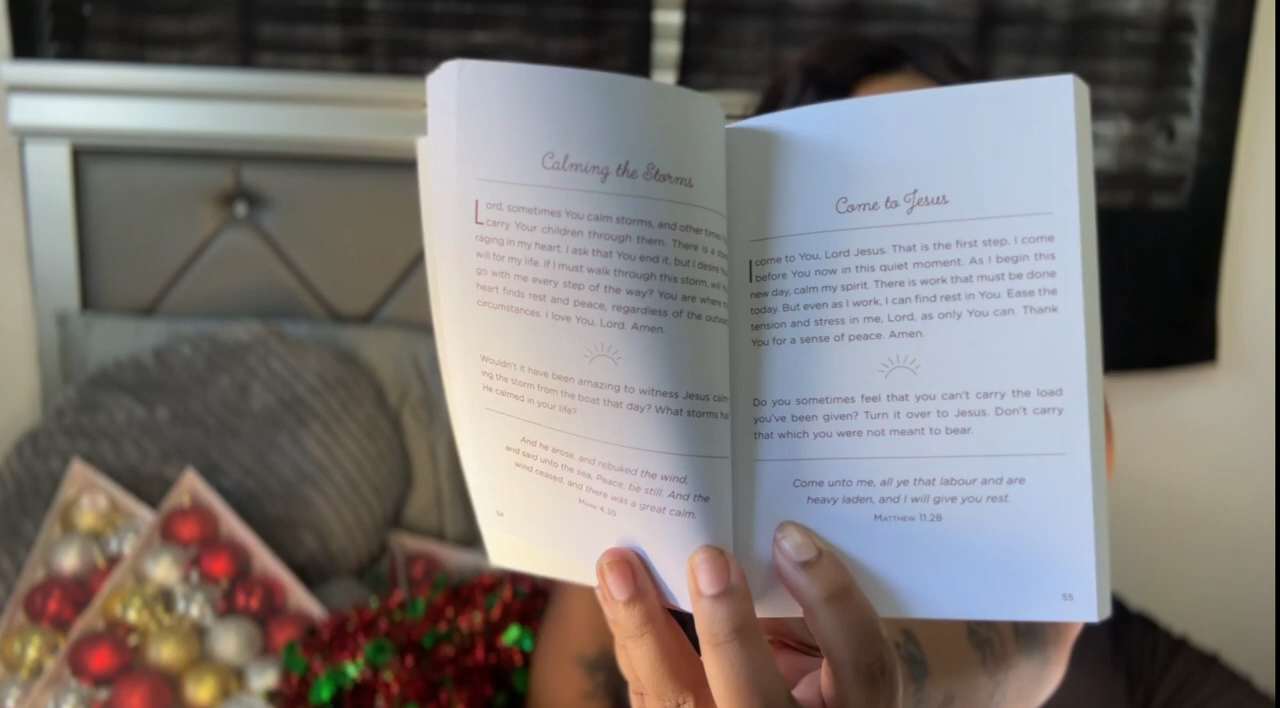 Calming the Storms
Lord, sometimes You calm storms, and other times
carry Your children through them. There is a
raging in my heart. I ask that You end it, but I desire
will for my life. If I must walk through this storm, will
go with me every step of the way? You are where
heart finds rest and peace, regardless of the
circumstances. I love You, Lord. Amen.
Wouldn't it have been amazing to witness Jesus calm-
ing the storm from the boat that day? What storms
He calmed in your life?
And he arose, and rebuked the wind,
and said unto the sea, Peace, be still. And the
wind ceased, and there was a great calm.
Mark 4:39
54
Come to Jesus
I come to You, Lord Jesus. That is the first step. I come
before You now in this quiet moment. As I begin this
new day, calm my spirit. There is work that must be done
today. But even as I work, I can find rest in You. Ease the
tension and stress in me, Lord, as only You can. Thank
You for a sense of peace. Amen.
Do you sometimes feel that you can't carry the load
you've been given? Turn it over to Jesus. Don't carry
that which you were not meant to bear.
Come unto me, all ye that labour and are
heavy laden, and I will give you rest.
Matthew 11:28
55